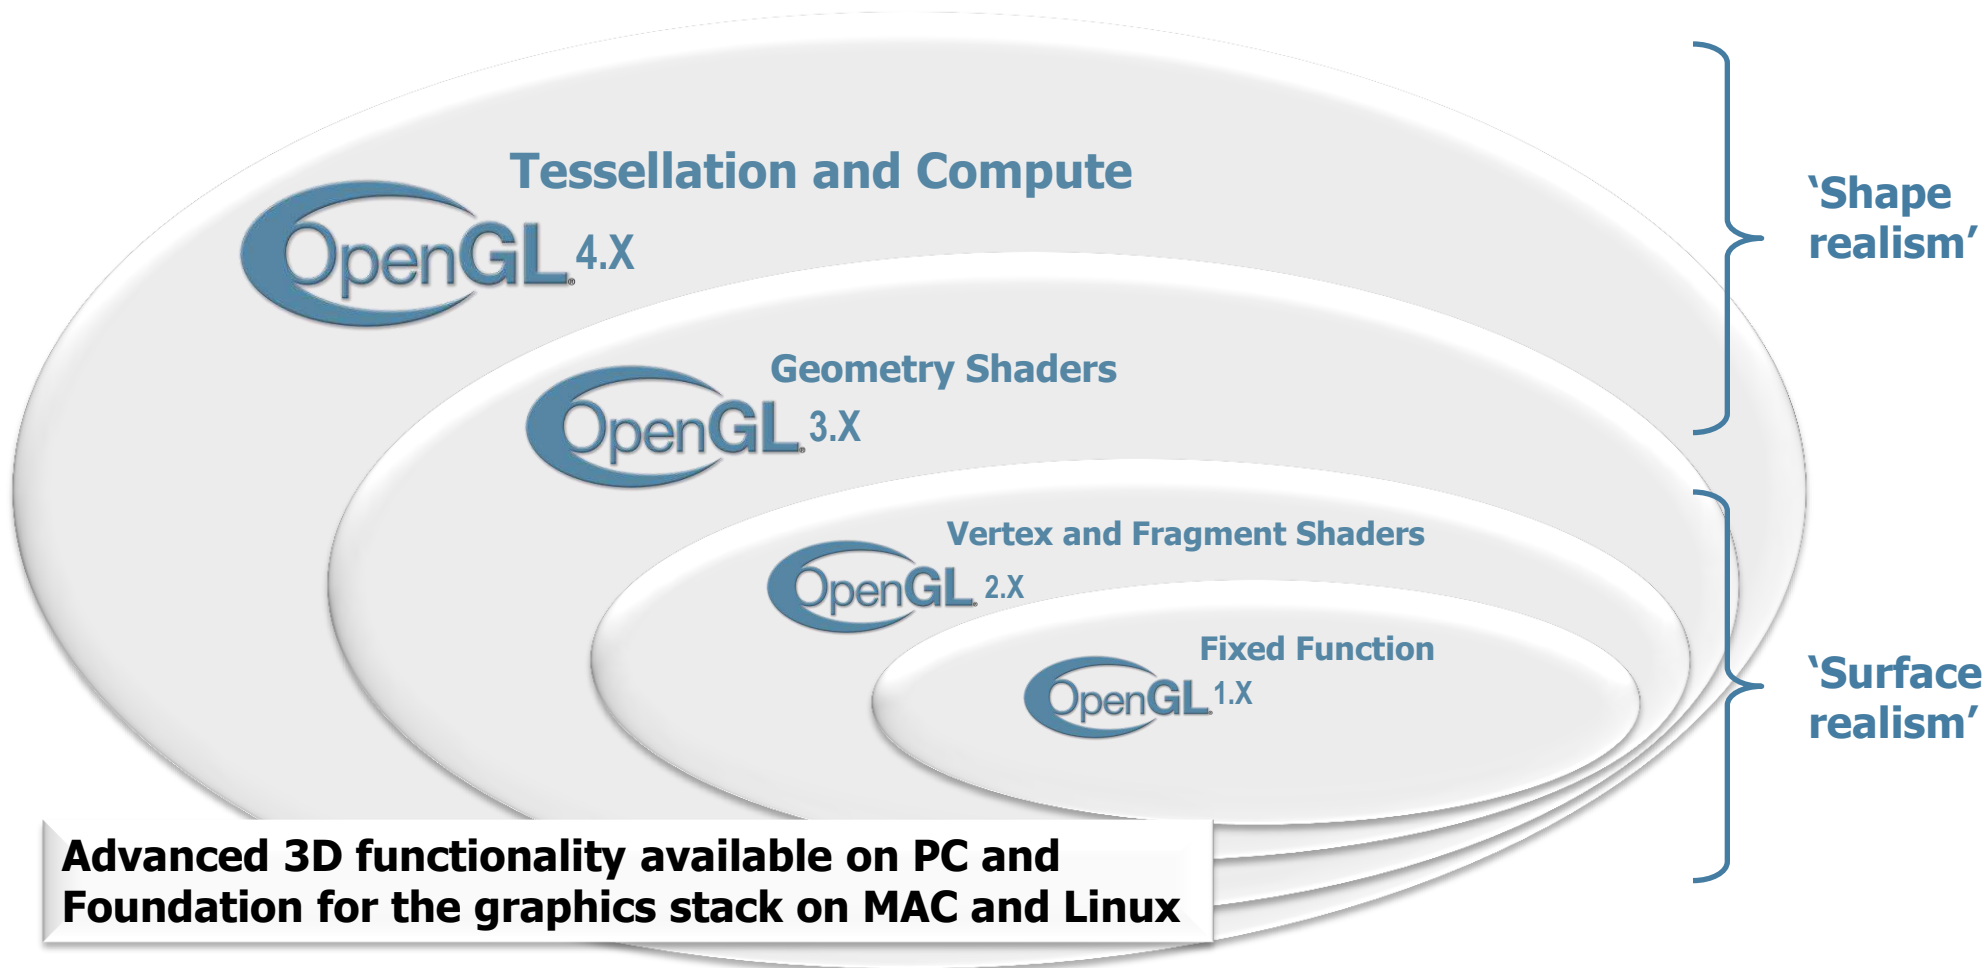 Tessellation and Compute
OpenGL® 4.X
Geometry Shaders
OpenGL® 3.X
Vertex and Fragment Shaders
OpenGL® 2.X
Fixed Function
OpenGL® 1.X
‘Shape
realism’
‘Surface
realism’
Advanced 3D functionality available on PC and
Foundation for the graphics stack on MAC and Linux